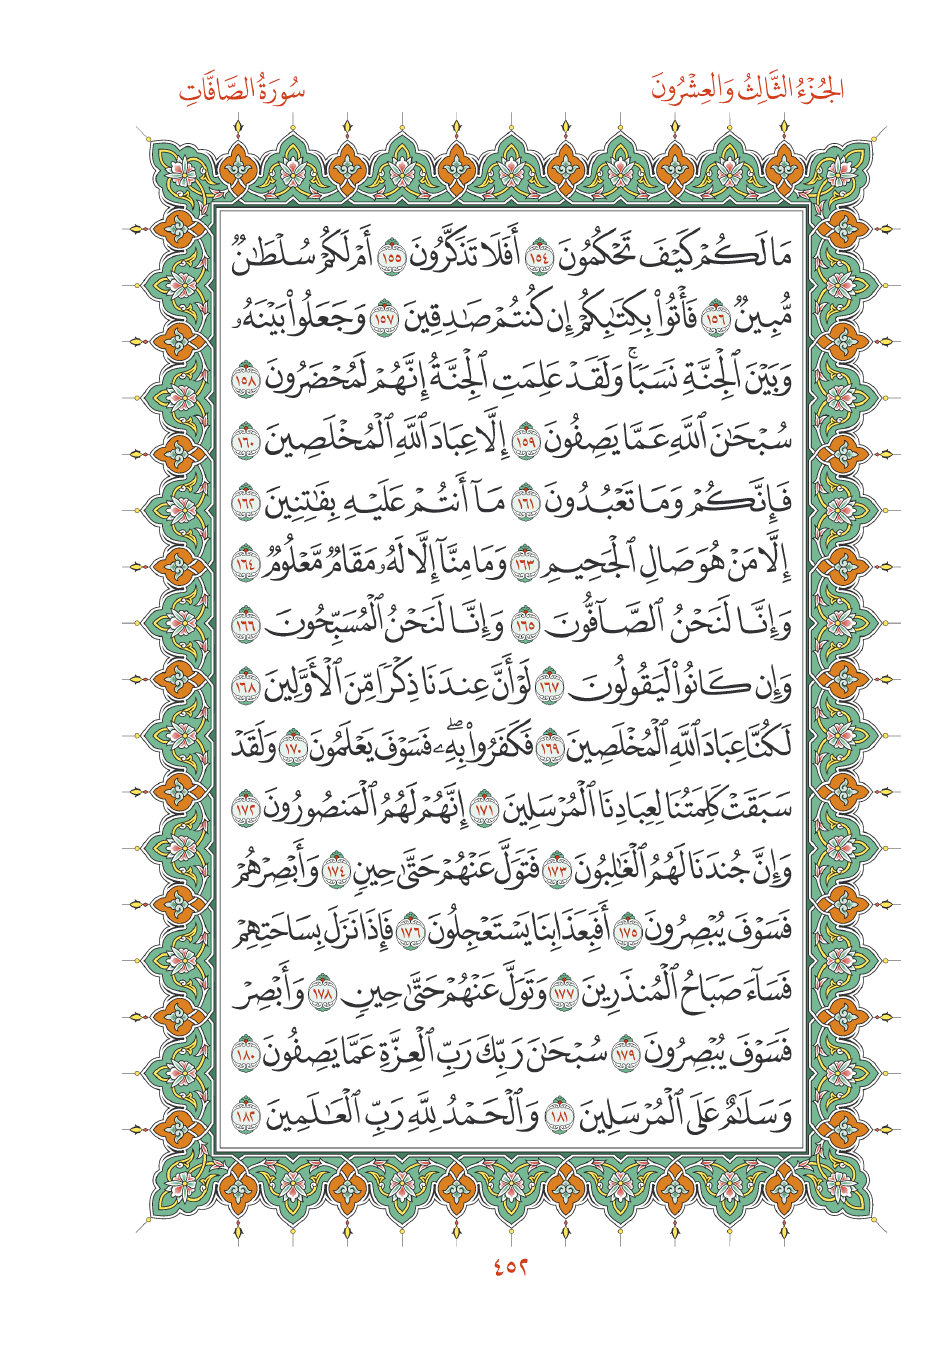 الجُزْءُ الثَّالِثُ وَالعِشْرُونَ
سُورَةُ الصَّافَّاتِ
مَا لَكُمْ كَيْفَ تَحْكُمُونَ ١٥٤ أَفَلَا تَذَكَّرُونَ ١٥٥ أَمْ لَكُمْ سُلْطَٰنٌ
مُّبِينٌ ١٥٦ فَأْتُوا۟ بِكِتَٰبِكُمْ إِن كُنتُمْ صَٰدِقِينَ ١٥٧ وَجَعَلُوا۟ بَيْنَهُۥ
وَبَيْنَ ٱلْجِنَّةِ نَسَبًۭا ۚ وَلَقَدْ عَلِمَتِ ٱلْجِنَّةُ إِنَّهُمْ لَمُحْضَرُونَ ١٥٨
سُبْحَٰنَ ٱللَّهِ عَمَّا يَصِفُونَ ١٥٩ إِلَّا عِبَادَ ٱللَّهِ ٱلْمُخْلَصِينَ ١٦٠
فَإِنَّكُمْ وَمَا تَعْبُدُونَ ١٦١ مَآ أَنتُمْ عَلَيْهِ بِفَٰتِنِينَ ١٦٢
إِلَّا مَنْ هُوَ صَالِ ٱلْجَحِيمِ ١٦٣ وَمَا مِنَّآ إِلَّا لَهُۥ مَقَامٌۭ مَّعْلُومٌۭ ١٦٤
وَإِنَّا لَنَحْنُ ٱلصَّآفُّونَ ١٦٥ وَإِنَّا لَنَحْنُ ٱلْمُسَبِّحُونَ ١٦٦
وَإِن كَانُوا۟ لَيَقُولُونَ ١٦٧ لَوْ أَنَّ عِندَنَا ذِكْرًۭا مِّنَ ٱلْأَوَّلِينَ ١٦٨
لَكُنَّا عِبَادَ ٱللَّهِ ٱلْمُخْلَصِينَ ١٦٩ فَكَفَرُوا۟ بِهِۦ ۖ فَسَوْفَ يَعْلَمُونَ ١٧٠ وَلَقَدْ
سَبَقَتْ كَلِمَتُنَا لِعِبَادِنَا ٱلْمُرْسَلِينَ ١٧١ إِنَّهُمْ لَهُمُ ٱلْمَنصُورُونَ ١٧٢
وَإِنَّ جُندَنَا لَهُمُ ٱلْغَٰلِبُونَ ١٧٣ فَتَوَلَّ عَنْهُمْ حَتَّىٰ حِينٍۢ ١٧٤ وَأَبْصِرْهُمْ
فَسَوْفَ يُبْصِرُونَ ١٧٥ أَفَبِعَذَابِنَا يَسْتَعْجِلُونَ ١٧٦ فَإِذَا نَزَلَ بِسَاحَتِهِمْ
فَسَآءَ صَبَاحُ ٱلْمُنذَرِينَ ١٧٧ وَتَوَلَّ عَنْهُمْ حَتَّىٰ حِينٍۢ ١٧٨ وَأَبْصِرْ
فَسَوْفَ يُبْصِرُونَ ١٧٩ سُبْحَٰنَ رَبِّكَ رَبِّ ٱلْعِزَّةِ عَمَّا يَصِفُونَ ١٨٠
وَسَلَٰمٌ عَلَى ٱلْمُرْسَلِينَ ١٨١ وَٱلْحَمْدُ لِلَّهِ رَبِّ ٱلْعَٰلَمِينَ ١٨٢
٤٥٢